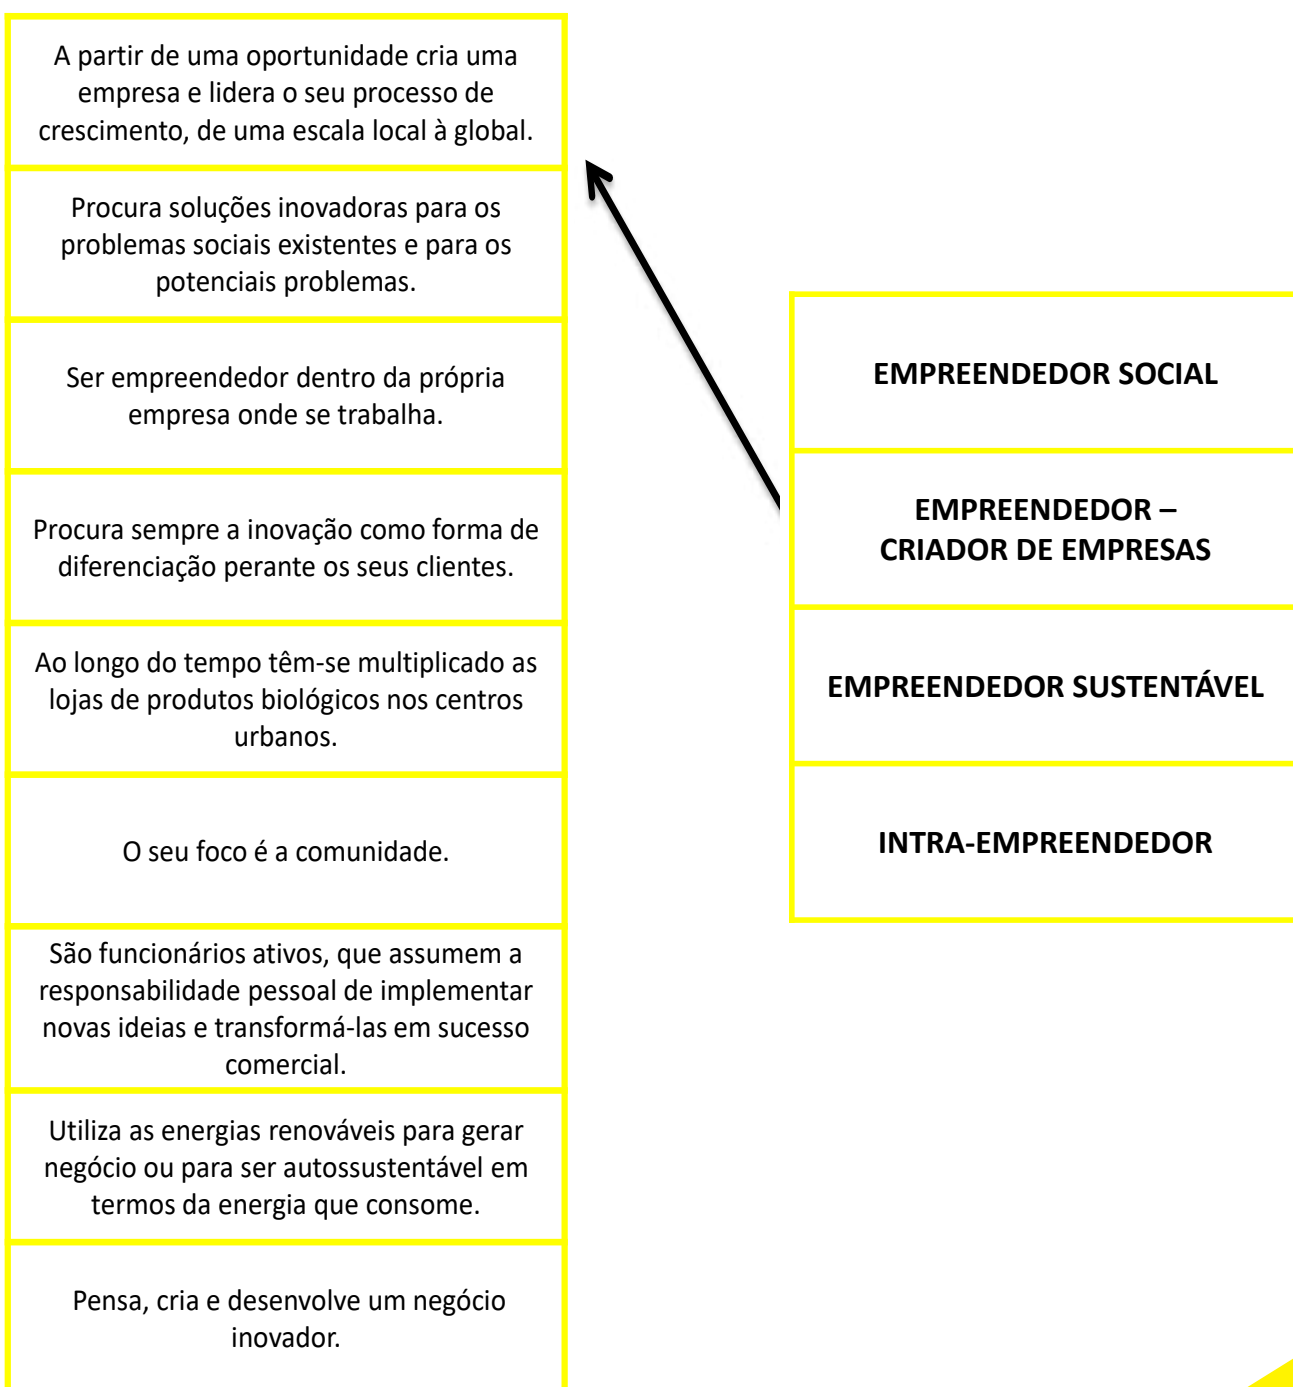 A partir de uma oportunidade cria uma
empresa e lidera o seu processo de
crescimento, de uma escala local à global.
Procura soluções inovadoras para os
problemas sociais existentes e para os
potenciais problemas.
Ser empreendedor dentro da própria
empresa onde se trabalha.
Procura sempre a inovação como forma de
diferenciação perante os seus clientes.
Ao longo do tempo têm-se multiplicado as
lojas de produtos biológicos nos centros
urbanos.
O seu foco é a comunidade.
São funcionários ativos, que assumem a
responsabilidade pessoal de implementar
novas ideias e transformá-las em sucesso
comercial.
Utiliza as energias renováveis para gerar
negócio ou para ser autossustentável em
termos da energia que consome.
Pensa, cria e desenvolve um negócio
inovador.
EMPREENDEDOR SOCIAL
EMPREENDEDOR –
CRIADOR DE EMPRESAS
EMPREENDEDOR SUSTENTÁVEL
INTRA-EMPREENDEDOR